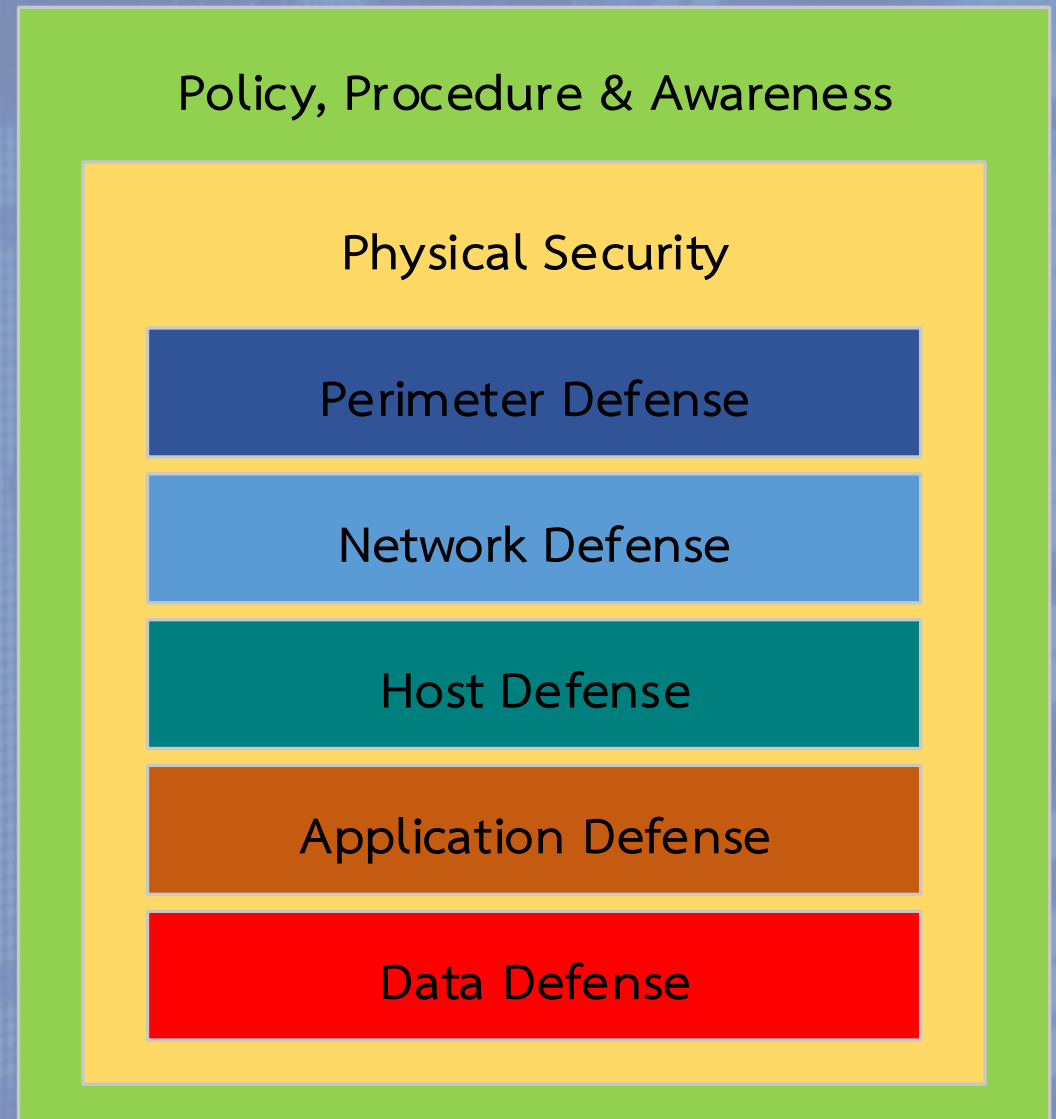 Policy, Procedure & Awareness
Physical Security
Perimeter Defense
Network Defense
Host Defense
Application Defense
Data Defense